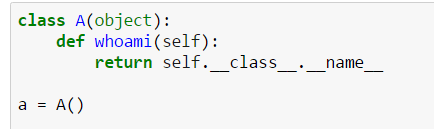 class A(object):
    def whoami(self):
        return self.__class__.__name__

a = A()